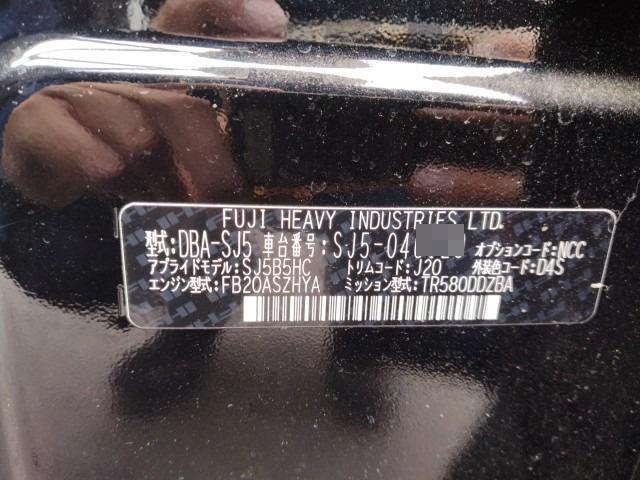 FUJI HEAVY INDUSTRIES LTD.
型式:DBA-SJ5 車台番号:SJ5-04 オプションコード:NCC
アプライドモデル:SJ5B5HC トリムコード:J20 外装色コード:D4S
エンジン型式:FB20ASZHYA ミッション型式:TR580DDZBA